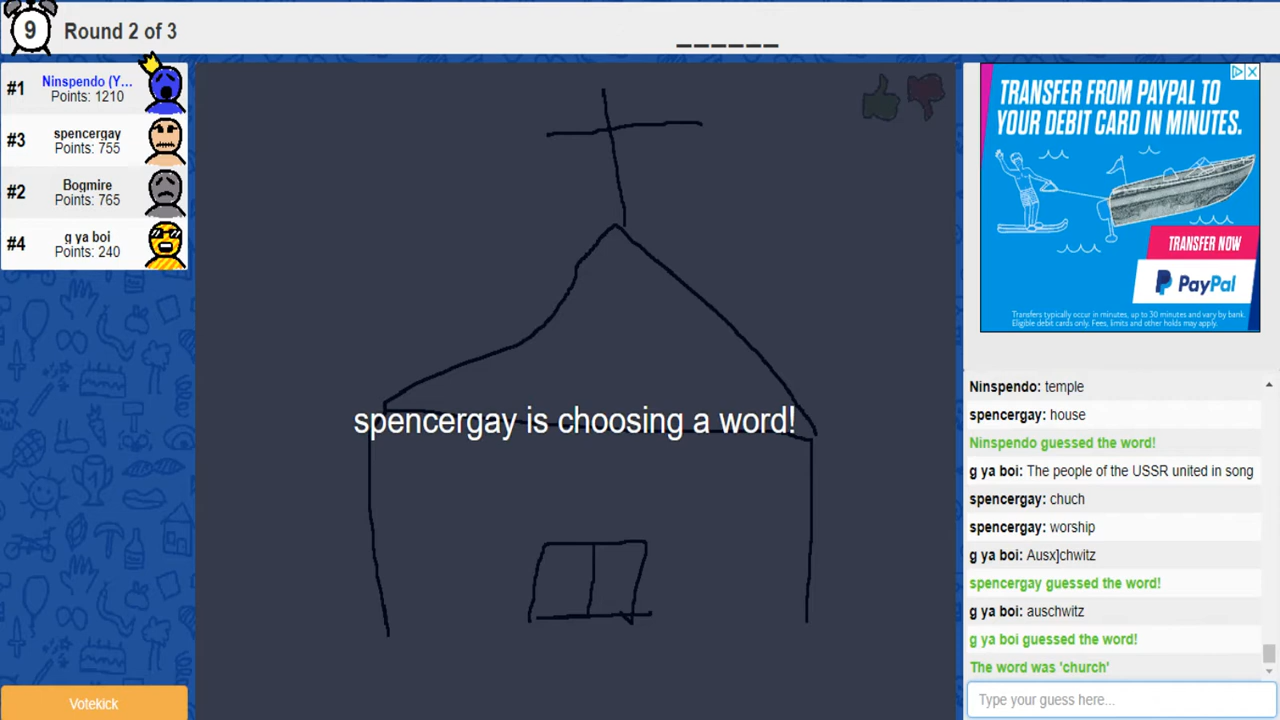 9
Round 2 of 3
______
#1
Ninspendo (Y...
Points: 1210
#3
spencergay
Points: 755
#2
Bogmire
Points: 765
#4
g ya boi
Points: 240
spencergay is choosing a word!
TRANSFER FROM PAYPAL TO
YOUR DEBIT CARD IN MINUTES.
TRANSFER NOW
PayPal
Transfers typically occur in minutes, up to 30 minutes and vary by bank.
Eligible debit cards only. Fees, limits and other holds may apply.
Ninspendo: temple
spencergay: house
Ninspendo guessed the word!
g ya boi: The people of the USSR united in song
spencergay: chuch
spencergay: worship
g ya boi: Ausx]chwitz
spencergay guessed the word!
g ya boi: auschwitz
g ya boi guessed the word!
The word was 'church'
Type your guess here...
Votekick